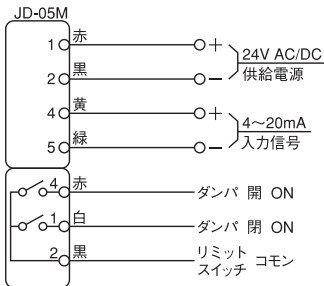 JD-05M
1 赤 +
2 黒 −
24V AC/DC
供給電源
4 黄 +
5 緑 −
4〜20mA
入力信号
4 赤 ダンパ 開 ON
1 白 ダンパ 閉 ON
2 黒 リミット
スイッチ コモン